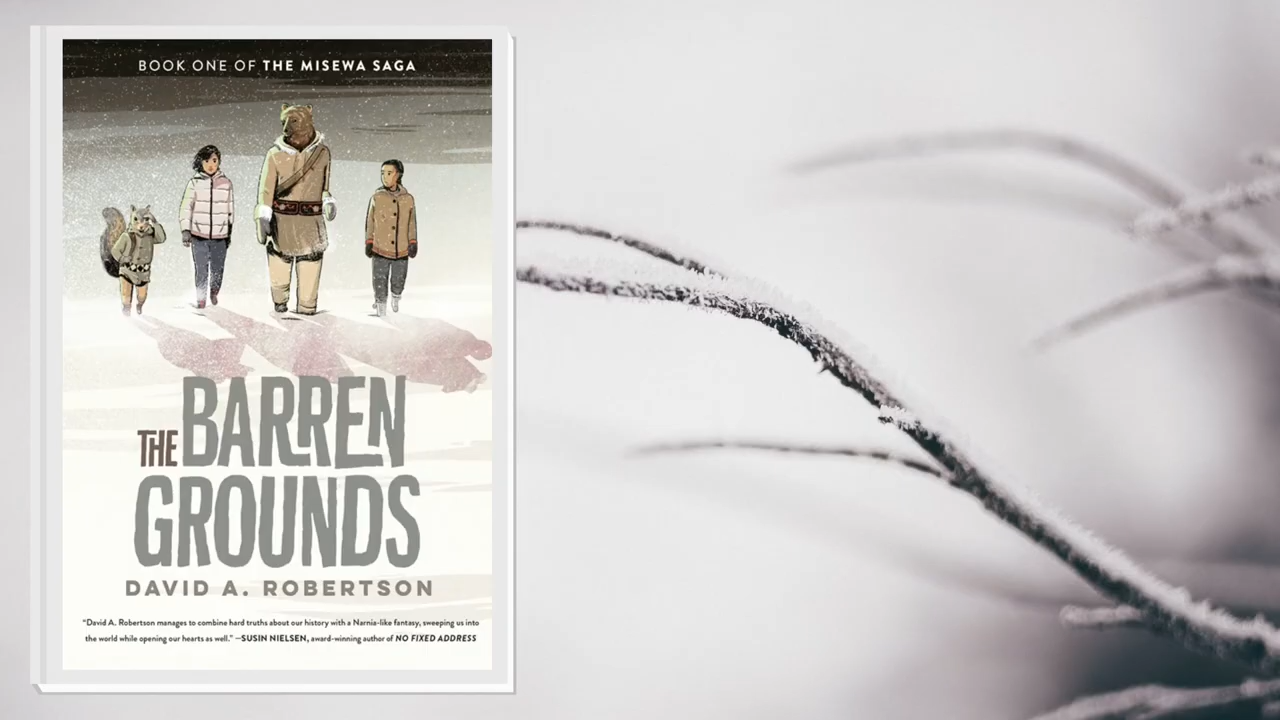 BOOK ONE OF THE MISEWA SAGA
THE BARREN
GROUNDS
DAVID A. ROBERTSON
"David A. Robertson manages to combine hard truths about our history with a Narnia-like fantasy, sweeping us into
the world while opening our hearts as well." —SUSIN NIELSEN, award-winning author of NO FIXED ADDRESS